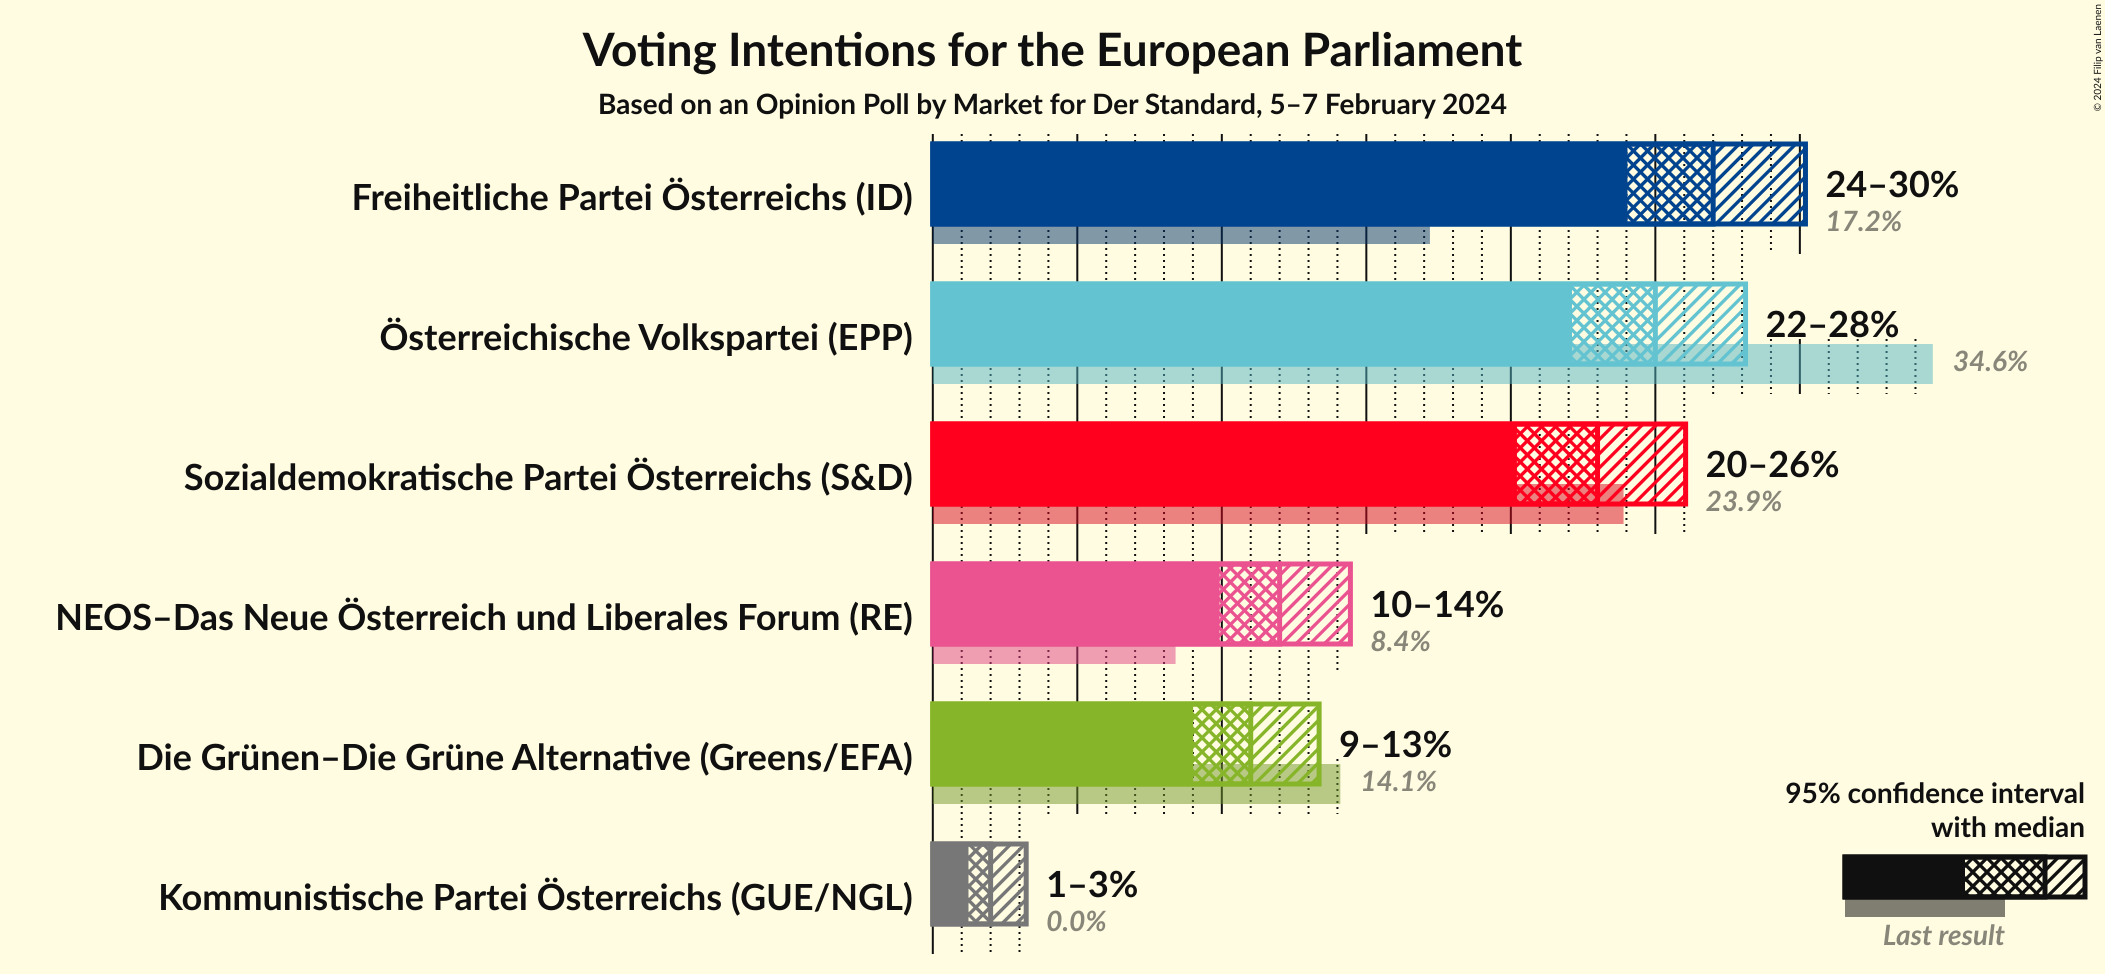 Voting Intentions for the European Parliament
Based on an Opinion Poll by Market for Der Standard, 5–7 February 2024
© 2024 Filip van Laenen
Freiheitliche Partei Österreichs (ID)
24–30%
17.2%
Österreichische Volkspartei (EPP)
22–28%
34.6%
Sozialdemokratische Partei Österreichs (S&D)
20–26%
23.9%
NEOS–Das Neue Österreich und Liberales Forum (RE)
10–14%
8.4%
Die Grünen–Die Grüne Alternative (Greens/EFA)
9–13%
14.1%
Kommunistische Partei Österreichs (GUE/NGL)
1–3%
0.0%
95% confidence interval
with median
Last result